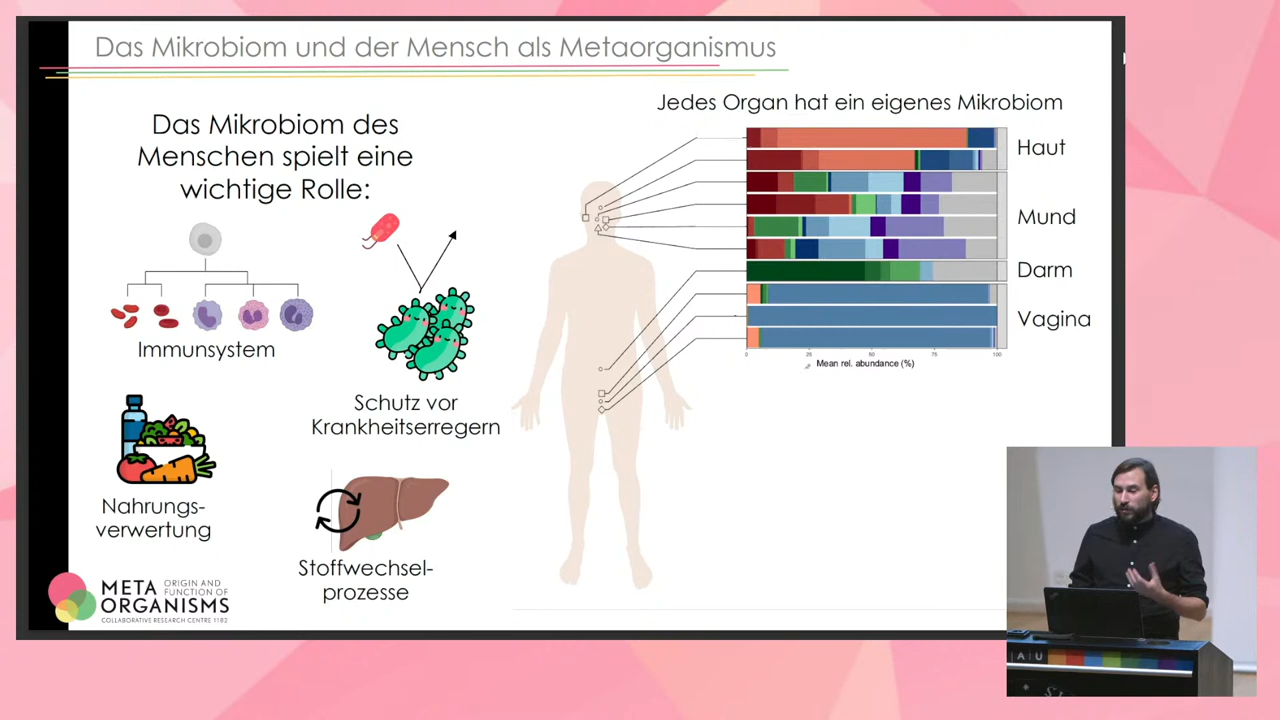 Das Mikrobiom und der Mensch als Metaorganismus
Das Mikrobiom des
Menschen spielt eine
wichtige Rolle:
Immunsystem
Schutz vor
Krankheitserregern
Nahrungs-
verwertung
Stoffwechsel-
prozesse
Jedes Organ hat ein eigenes Mikrobiom
Haut
Mund
Darm
Vagina
0 25 50 75 100
Mean rel. abundance (%)
META ORGANISMS
ORIGIN AND
FUNCTION OF
COLLABORATIVE RESEARCH CENTRE 1182
AU